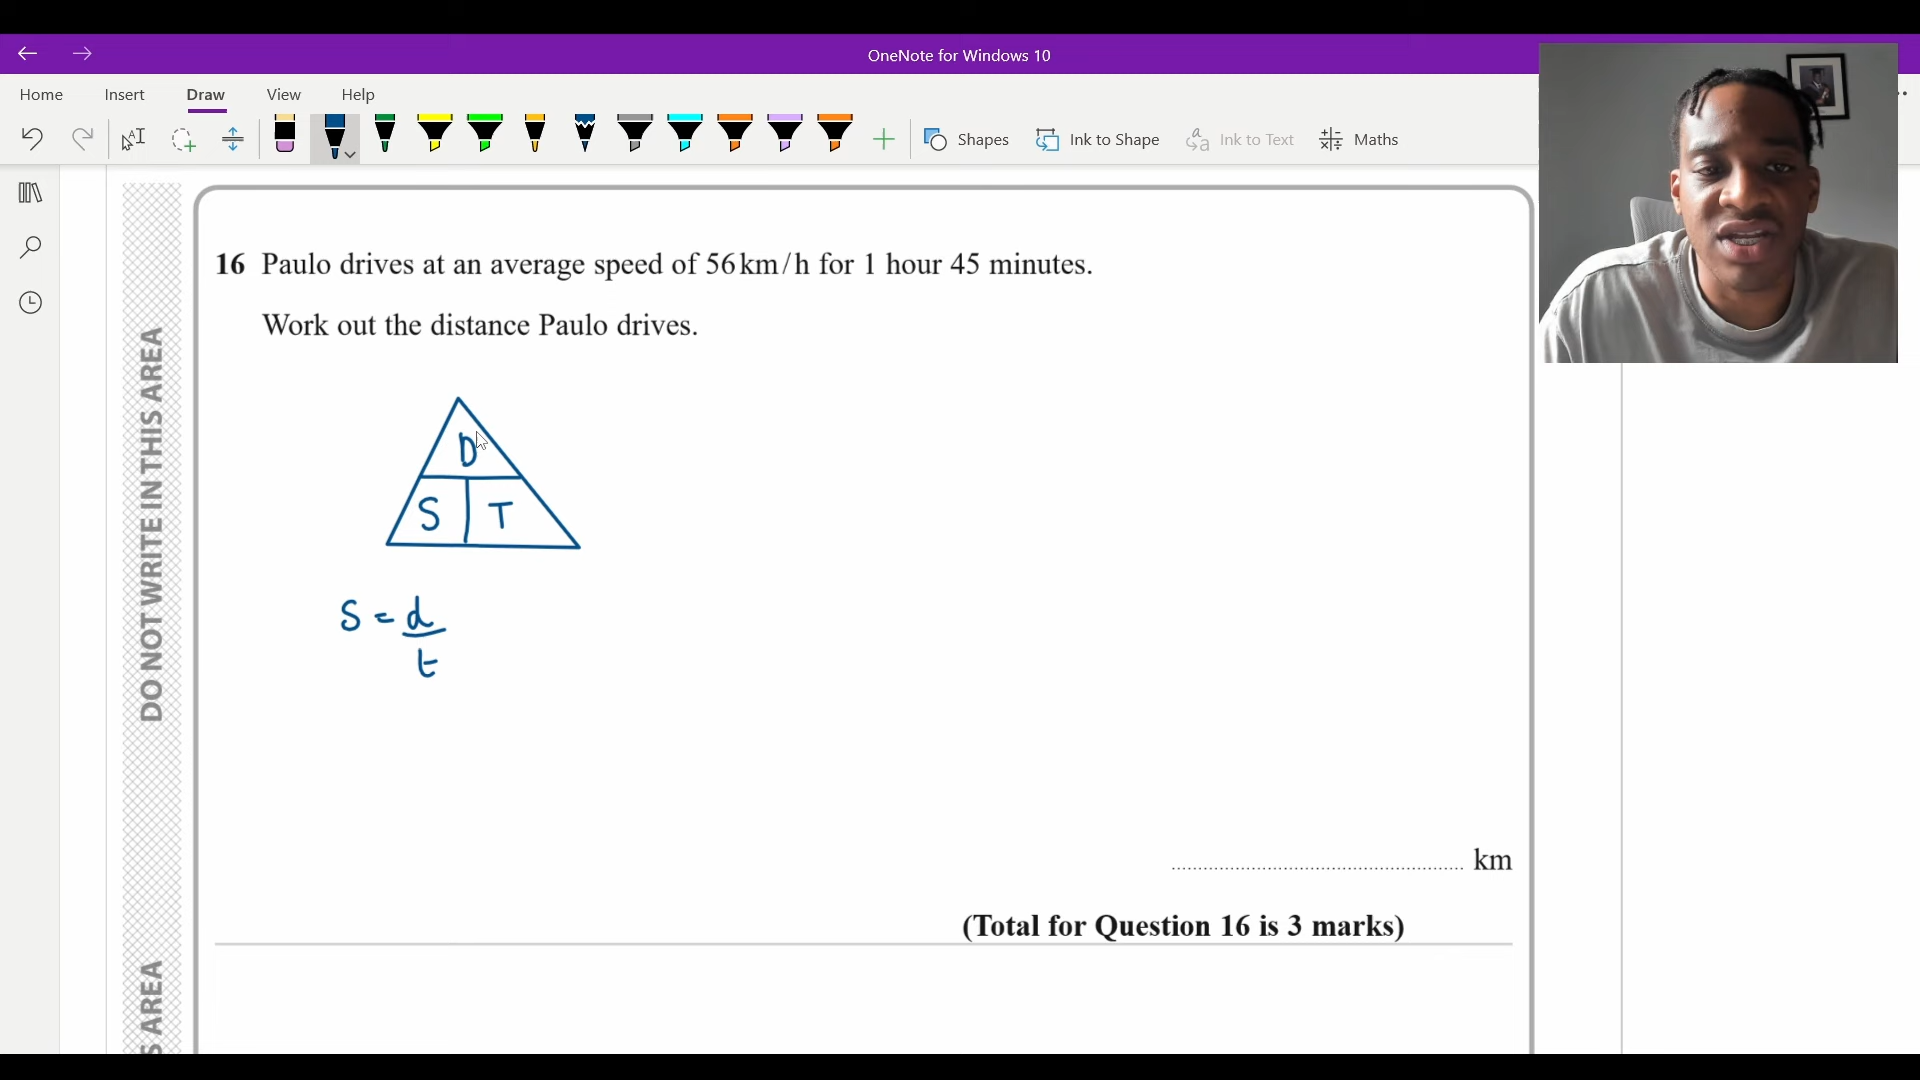 OneNote for Windows 10
Home Insert Draw View Help
Shapes Ink to Shape Ink to Text Maths
DO NOT WRITE IN THIS AREA
16 Paulo drives at an average speed of 56 km / h for 1 hour 45 minutes.
Work out the distance Paulo drives.
D
S T
S = d
t
km
(Total for Question 16 is 3 marks)
S AREA